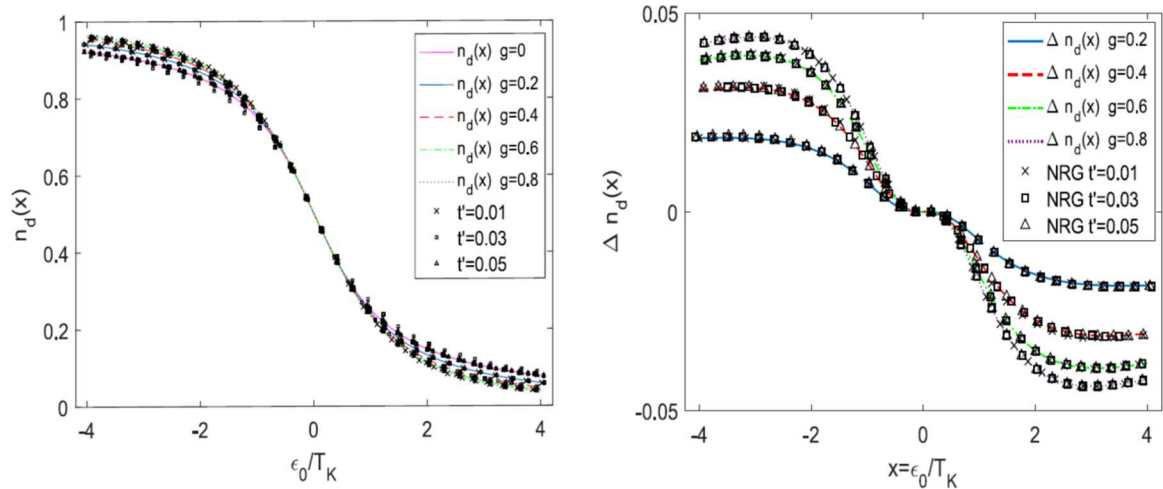 1
0.8
0.6
0.4
0.2
0
n_d(x)
-4 -2 0 2 4
ϵ_0/T_K
n_d(x) g=0
n_d(x) g=0.2
n_d(x) g=0.4
n_d(x) g=0.6
n_d(x) g=0.8
t'=0.01
t'=0.03
t'=0.05
0.05
0
-0.05
Δ n_d(x)
-4 -2 0 2 4
x=ϵ_0/T_K
Δ n_d(x) g=0.2
Δ n_d(x) g=0.4
Δ n_d(x) g=0.6
Δ n_d(x) g=0.8
NRG t'=0.01
NRG t'=0.03
NRG t'=0.05